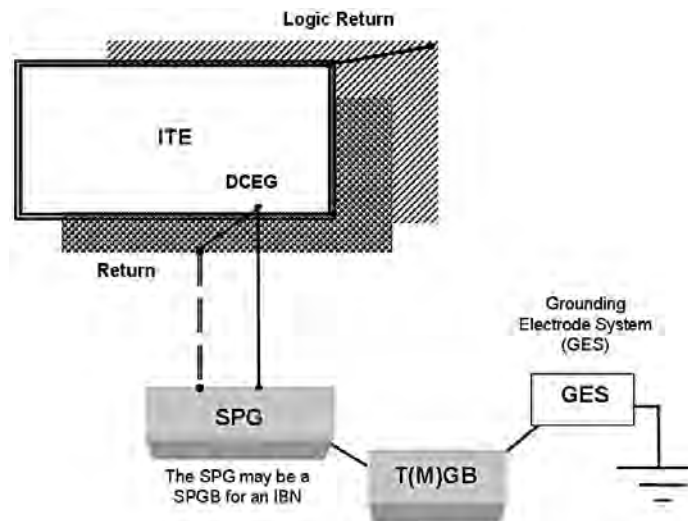 Logic Return
ITE
DCEG
Return
Grounding
Electrode System
(GES)
GES
SPG
The SPG may be a
SPGB for an IBN
T(M)GB